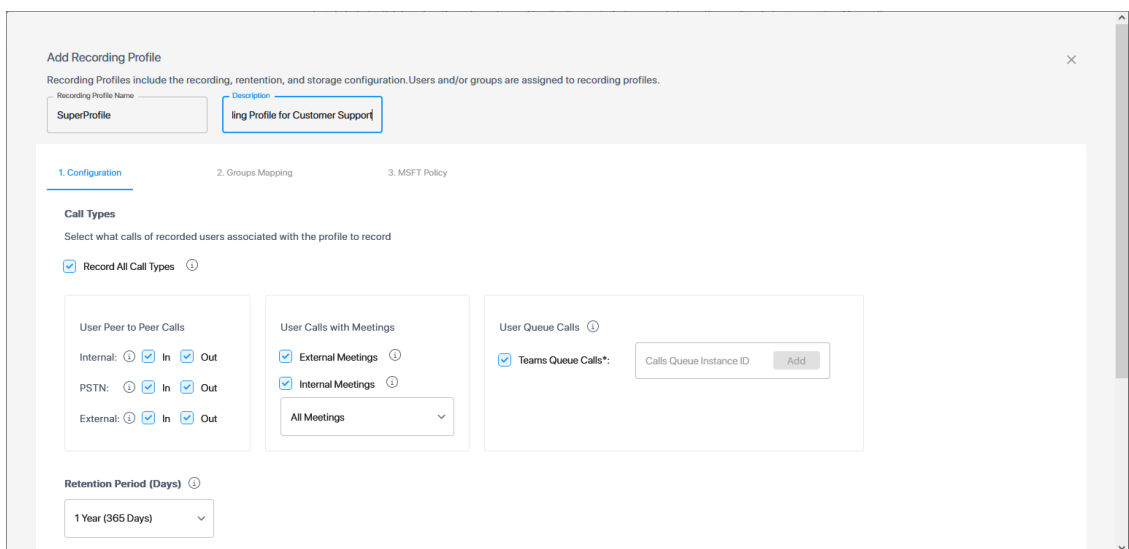 Add Recording Profile
Recording Profiles include the recording, rentention, and storage configuration.Users and/or groups are assigned to recording profiles.
Recording Profile Name
Description
SuperProfile
ling Profile for Customer Support
1. Configuration
2. Groups Mapping
3. MSFT Policy
Call Types
Select what calls of recorded users associated with the profile to record
Record All Call Types
User Peer to Peer Calls
Internal: In Out
PSTN: In Out
External: In Out
User Calls with Meetings
External Meetings
Internal Meetings
All Meetings
User Queue Calls
Teams Queue Calls*:
Calls Queue Instance ID
Add
Retention Period (Days)
1 Year (365 Days)